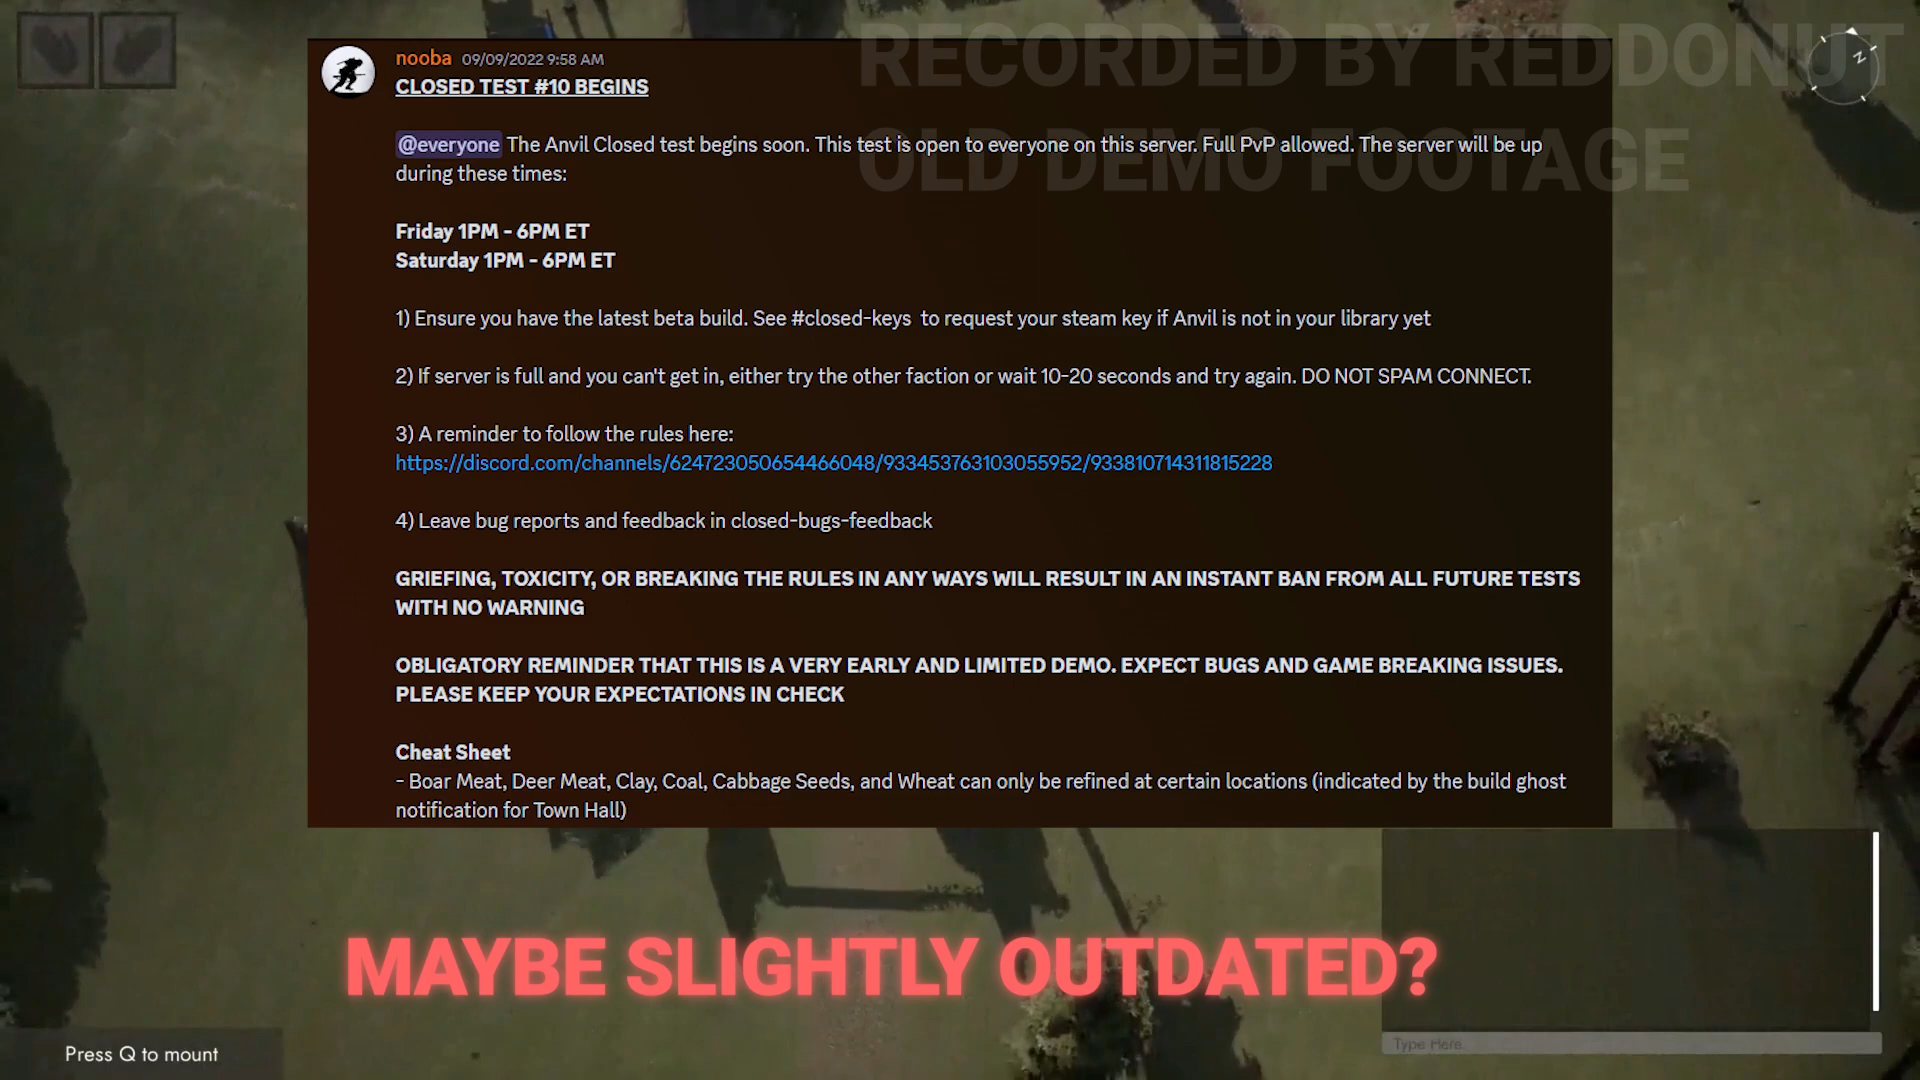 RECORDED BY REDDONUT
OLD DEMO FOOTAGE
N
nooba 09/09/2022 9:58 AM
CLOSED TEST #10 BEGINS
@everyone The Anvil Closed test begins soon. This test is open to everyone on this server. Full PvP allowed. The server will be up
during these times:
Friday 1PM - 6PM ET
Saturday 1PM - 6PM ET
1) Ensure you have the latest beta build. See #closed-keys to request your steam key if Anvil is not in your library yet
2) If server is full and you can't get in, either try the other faction or wait 10-20 seconds and try again. DO NOT SPAM CONNECT.
3) A reminder to follow the rules here:
https://discord.com/channels/624723050654466048/933453763103055952/933810714311815228
4) Leave bug reports and feedback in closed-bugs-feedback
GRIEFING, TOXICITY, OR BREAKING THE RULES IN ANY WAYS WILL RESULT IN AN INSTANT BAN FROM ALL FUTURE TESTS
WITH NO WARNING
OBLIGATORY REMINDER THAT THIS IS A VERY EARLY AND LIMITED DEMO. EXPECT BUGS AND GAME BREAKING ISSUES.
PLEASE KEEP YOUR EXPECTATIONS IN CHECK
Cheat Sheet
- Boar Meat, Deer Meat, Clay, Coal, Cabbage Seeds, and Wheat can only be refined at certain locations (indicated by the build ghost
notification for Town Hall)
MAYBE SLIGHTLY OUTDATED?
Press Q to mount
Type Here.